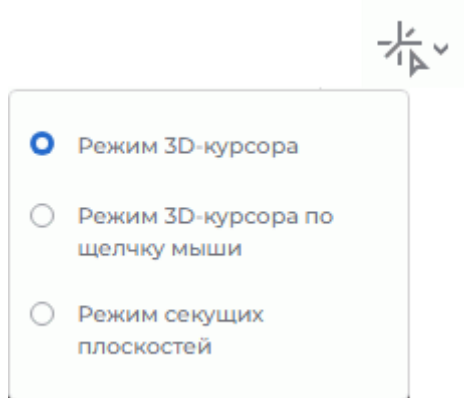 Режим 3D-курсора
Режим 3D-курсора по
щелчку мыши
Режим секущих
плоскостей